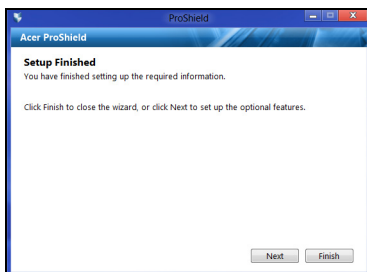 ProShield
Acer ProShield
Setup Finished
You have finished setting up the required information.
Click Finish to close the wizard, or click Next to set up the optional features.
Next
Finish